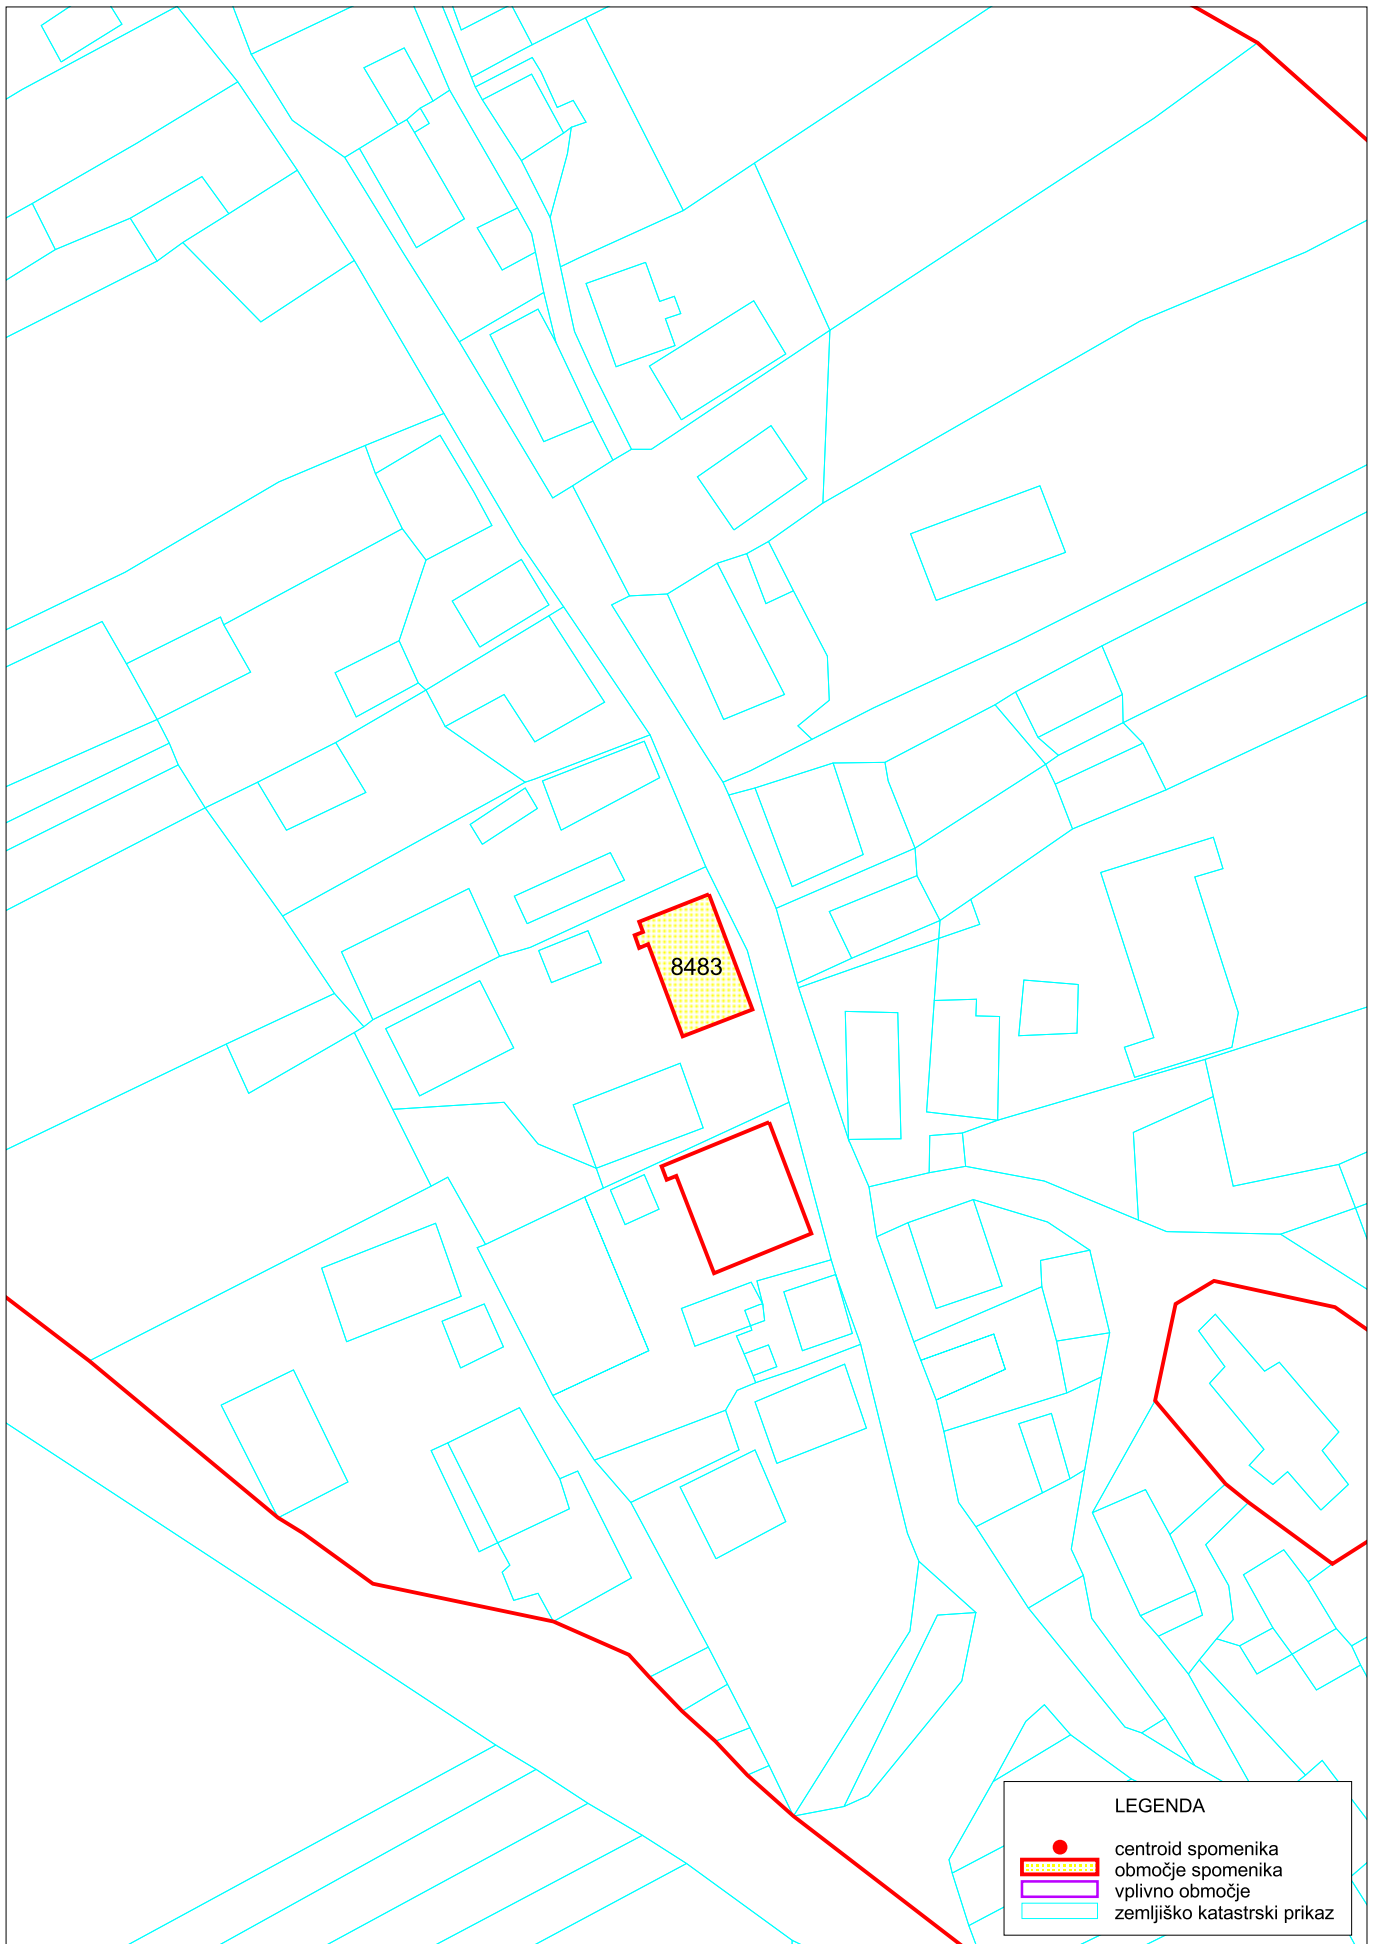 8483
LEGENDA
centroid spomenika
območje spomenika
vplivno območje
zemljiško katastrski prikaz